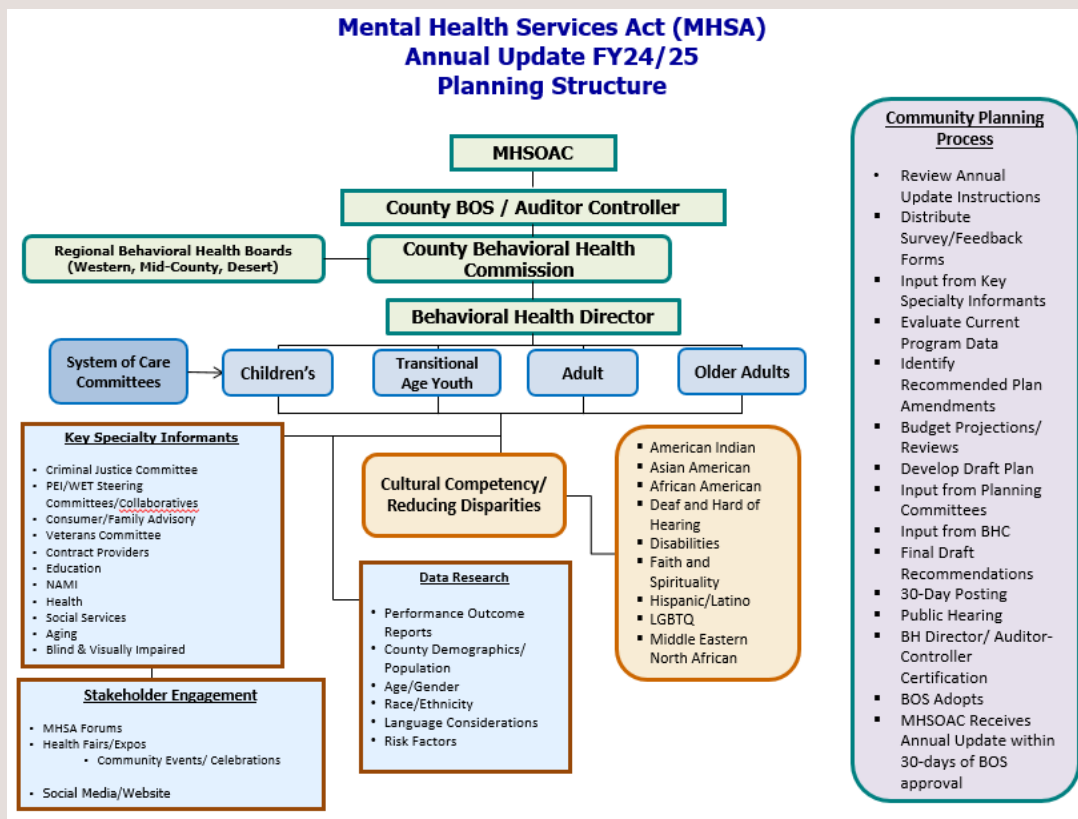 Mental Health Services Act (MHSA)
Annual Update FY24/25
Planning Structure
MHSOAC
County BOS / Auditor Controller
Regional Behavioral Health Boards
(Western, Mid-County, Desert)
County Behavioral Health
Commission
Behavioral Health Director
System of Care
Committees
Children's
Transitional
Age Youth
Adult
Older Adults
Key Specialty Informants
• Criminal Justice Committee
• PEI/WET Steering
Committees/Collaboratives
• Consumer/Family Advisory
• Veterans Committee
• Contract Providers
• Education
• NAMI
• Health
• Social Services
• Aging
• Blind & Visually Impaired
Stakeholder Engagement
• MHSA Forums
• Health Fairs/Expos
• Community Events/ Celebrations
• Social Media/Website
Cultural Competency/
Reducing Disparities
Data Research
• Performance Outcome
Reports
• County Demographics/
Population
• Age/Gender
• Race/Ethnicity
• Language Considerations
• Risk Factors
▪ American Indian
▪ Asian American
▪ African American
▪ Deaf and Hard of
Hearing
▪ Disabilities
▪ Faith and
Spirituality
▪ Hispanic/Latino
▪ LGBTQ
▪ Middle Eastern
North African
Community Planning
Process
• Review Annual
Update Instructions
▪ Distribute
Survey/Feedback
Forms
▪ Input from Key
Specialty Informants
▪ Evaluate Current
Program Data
▪ Identify
Recommended Plan
Amendments
▪ Budget Projections/
Reviews
▪ Develop Draft Plan
▪ Input from Planning
Committees
▪ Input from BHC
▪ Final Draft
Recommendations
▪ 30-Day Posting
▪ Public Hearing
▪ BH Director/ Auditor-
Controller
Certification
▪ BOS Adopts
▪ MHSOAC Receives
Annual Update within
30-days of BOS
approval